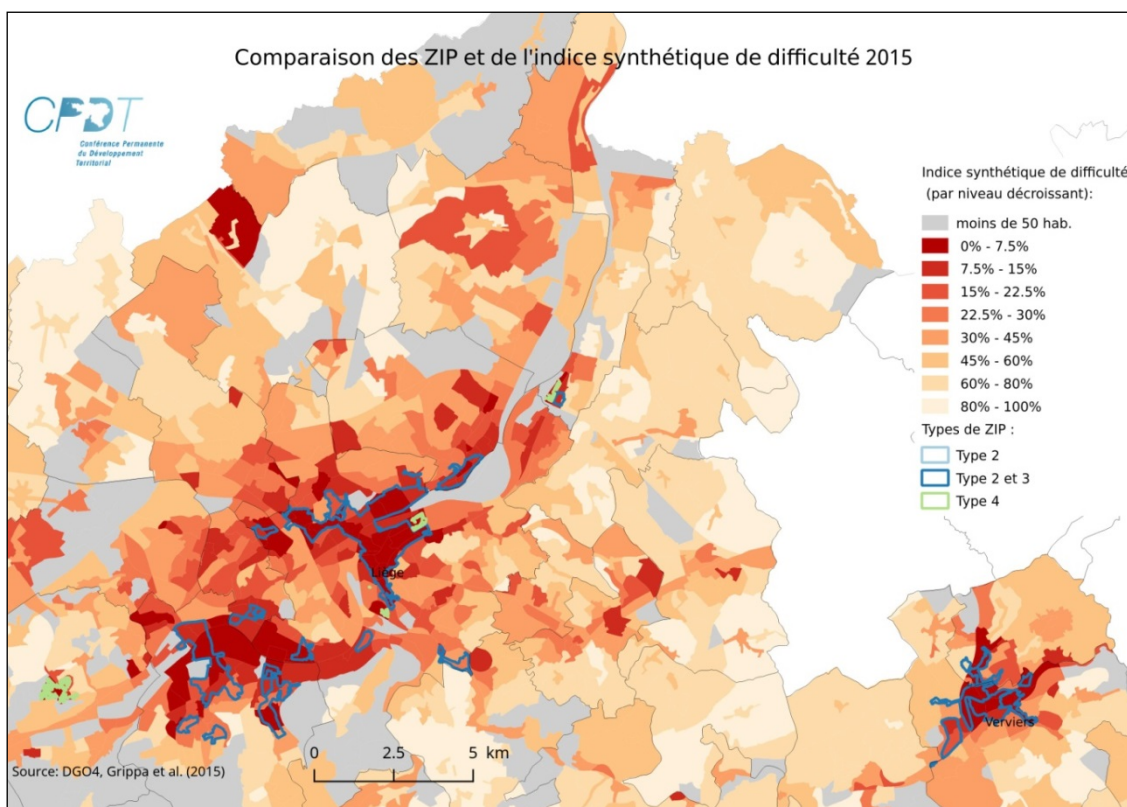 Comparaison des ZIP et de l'indice synthétique de difficulté 2015
CPDT
Conférence Permanente
du Développement
Territorial
Indice synthétique de difficulté
(par niveau décroissant):
moins de 50 hab.
0% - 7.5%
7.5% - 15%
15% - 22.5%
22.5% - 30%
30% - 45%
45% - 60%
60% - 80%
80% - 100%
Types de ZIP :
Type 2
Type 2 et 3
Type 4
Liège
Verviers
0 2.5 5 km
Source: DGO4, Grippa et al. (2015)